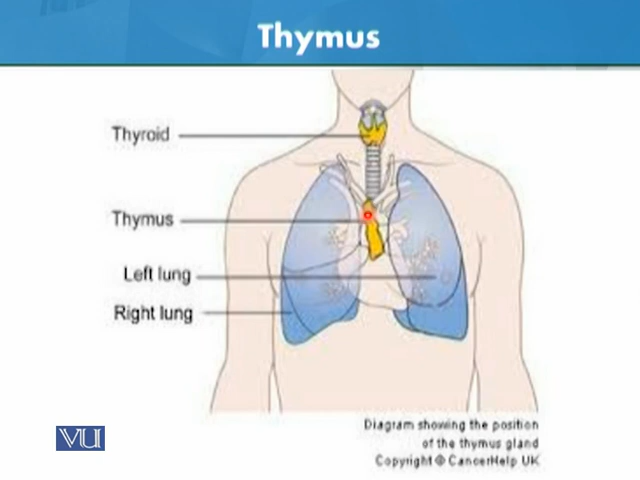 Thymus
Thyroid
Thymus
Left lung
Right lung
VU
Diagram showing the position
of the thymus gland
Copyright © CancerHelp UK